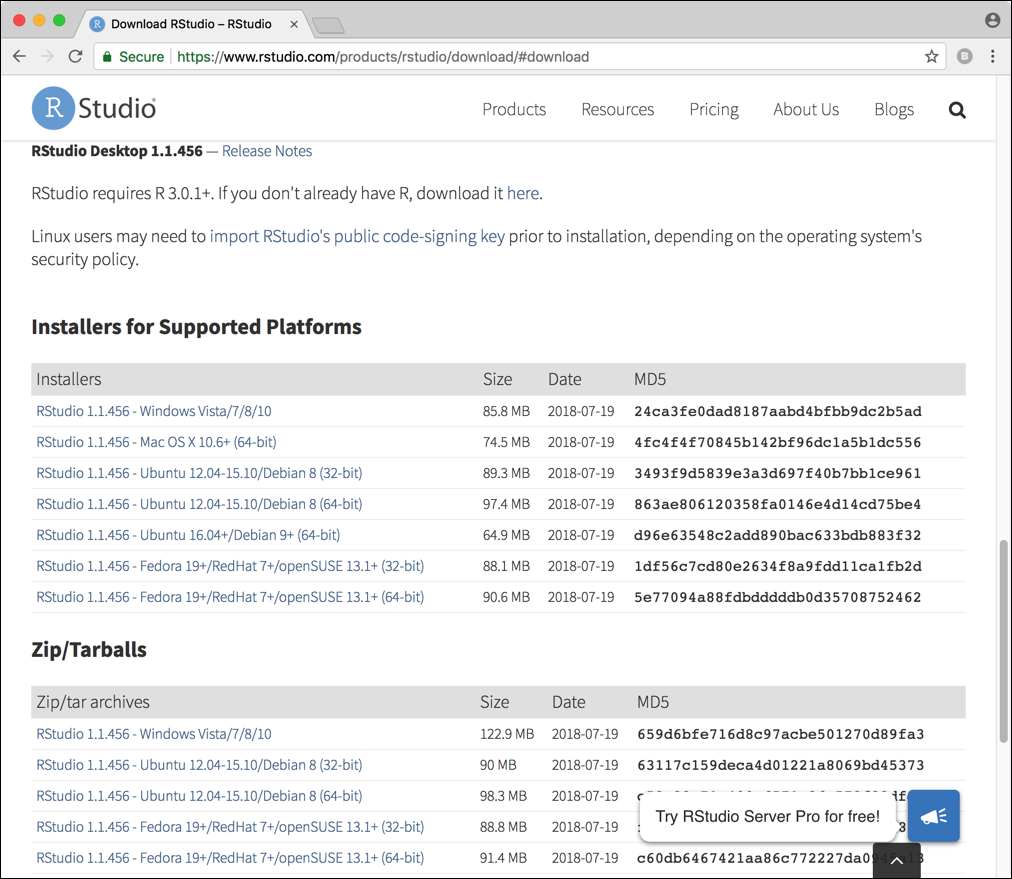 Download RStudio – RStudio
Secure https://www.rstudio.com/products/rstudio/download/#download
B
R Studio
Products Resources Pricing About Us Blogs
RStudio Desktop 1.1.456 — Release Notes
RStudio requires R 3.0.1+. If you don't already have R, download it here.
Linux users may need to import RStudio's public code-signing key prior to installation, depending on the operating system's
security policy.
Installers for Supported Platforms
Installers Size Date MD5
RStudio 1.1.456 - Windows Vista/7/8/10 85.8 MB 2018-07-19 24ca3fe0dad8187aabd4bfbb9dc2b5ad
RStudio 1.1.456 - Mac OS X 10.6+ (64-bit) 74.5 MB 2018-07-19 4fc4f4f70845b142bf96dc1a5b1dc556
RStudio 1.1.456 - Ubuntu 12.04-15.10/Debian 8 (32-bit) 89.3 MB 2018-07-19 3493f9d5839e3a3d697f40b7bb1ce961
RStudio 1.1.456 - Ubuntu 12.04-15.10/Debian 8 (64-bit) 97.4 MB 2018-07-19 863ae806120358fa0146e4d14cd75be4
RStudio 1.1.456 - Ubuntu 16.04+/Debian 9+ (64-bit) 64.9 MB 2018-07-19 d96e63548c2add890bac633bdb883f32
RStudio 1.1.456 - Fedora 19+/RedHat 7+/openSUSE 13.1+ (32-bit) 88.1 MB 2018-07-19 1df56c7cd80e2634f8a9fdd11ca1fb2d
RStudio 1.1.456 - Fedora 19+/RedHat 7+/openSUSE 13.1+ (64-bit) 90.6 MB 2018-07-19 5e77094a88fdbdddddb0d35708752462
Zip/Tarballs
Zip/tar archives Size Date MD5
RStudio 1.1.456 - Windows Vista/7/8/10 122.9 MB 2018-07-19 659d6bfe716d8c97acbe501270d89fa3
RStudio 1.1.456 - Ubuntu 12.04-15.10/Debian 8 (32-bit) 90 MB 2018-07-19 63117c159deca4d01221a8069bd45373
RStudio 1.1.456 - Ubuntu 12.04-15.10/Debian 8 (64-bit) 98.3 MB 2018-07-19
RStudio 1.1.456 - Fedora 19+/RedHat 7+/openSUSE 13.1+ (32-bit) 88.8 MB 2018-07-19
Try RStudio Server Pro for free!
RStudio 1.1.456 - Fedora 19+/RedHat 7+/openSUSE 13.1+ (64-bit) 91.4 MB 2018-07-19